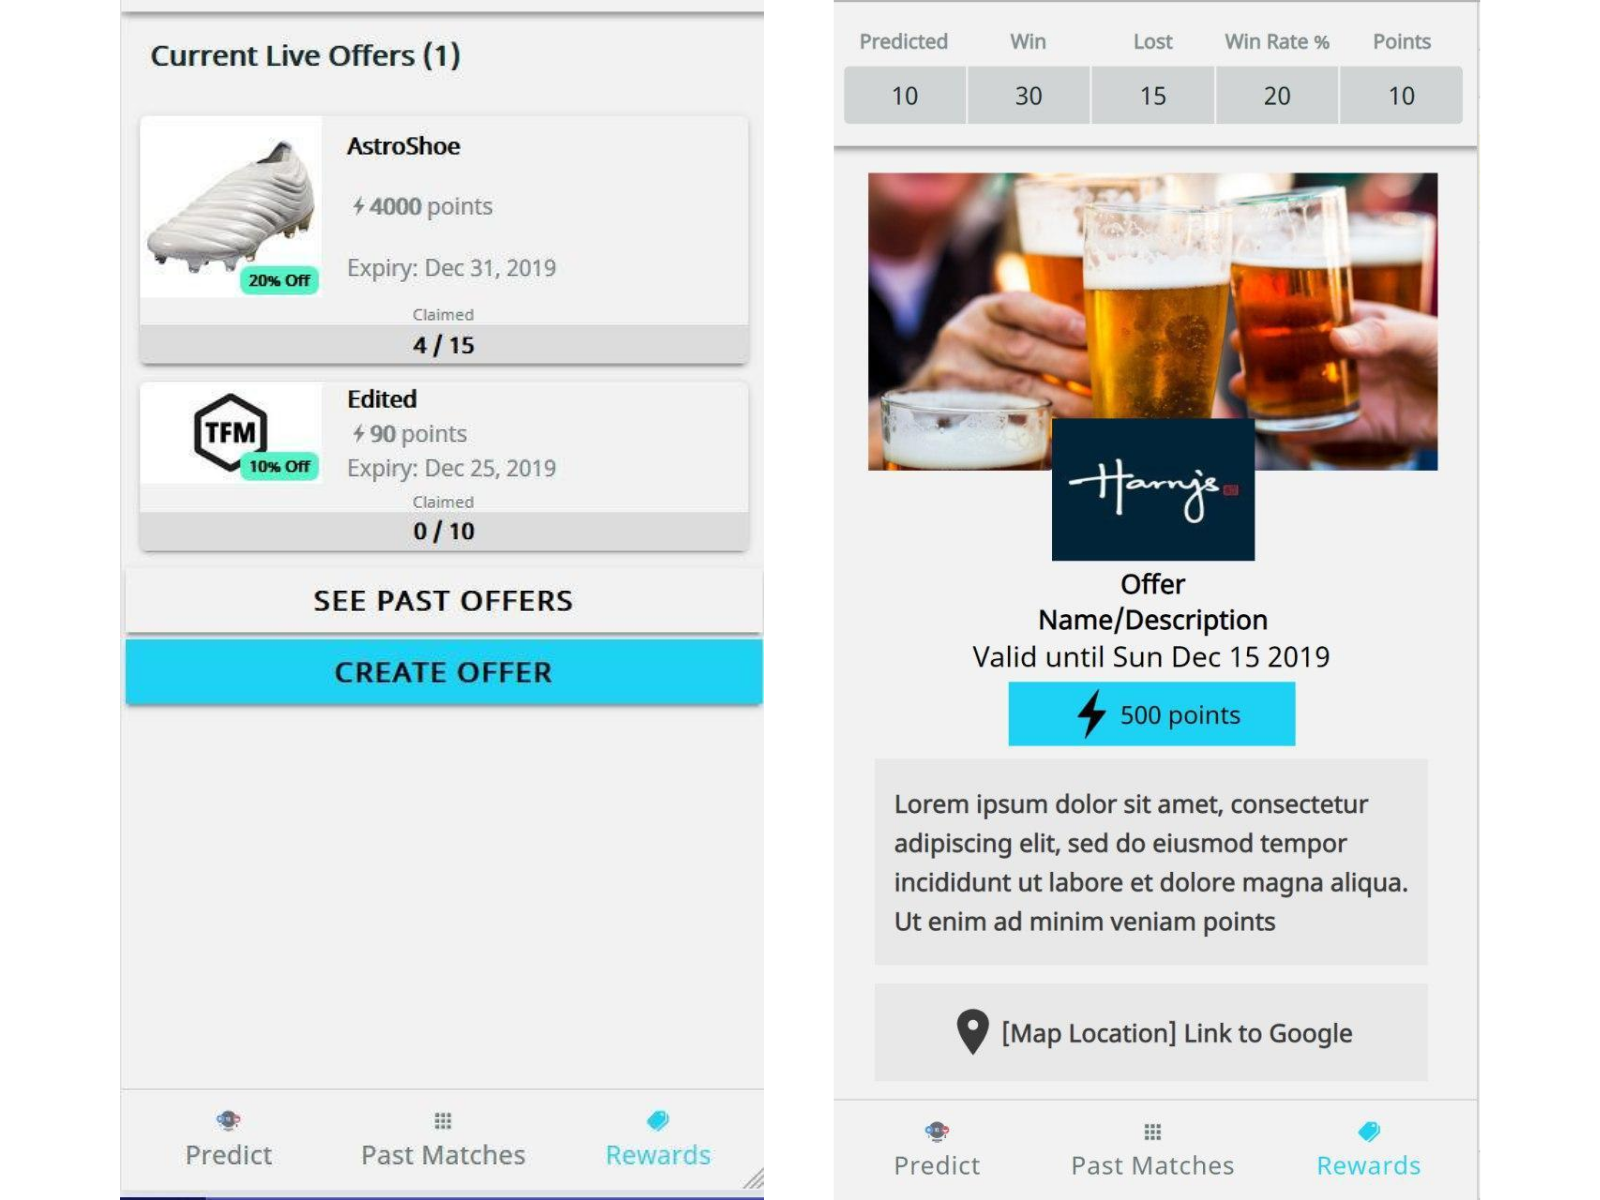 Current Live Offers (1)
AstroShoe
4000 points
Expiry: Dec 31, 2019
20% Off
Claimed
4 / 15
Edited
90 points
Expiry: Dec 25, 2019
TFM
10% Off
Claimed
0 / 10
SEE PAST OFFERS
CREATE OFFER
Predict
Past Matches
Rewards
Predicted
Win
Lost
Win Rate %
Points
10
30
15
20
10
Harrjs
Offer
Name/Description
Valid until Sun Dec 15 2019
500 points
Lorem ipsum dolor sit amet, consectetur
adipiscing elit, sed do eiusmod tempor
incididunt ut labore et dolore magna aliqua.
Ut enim ad minim veniam points
[Map Location] Link to Google
Predict
Past Matches
Rewards